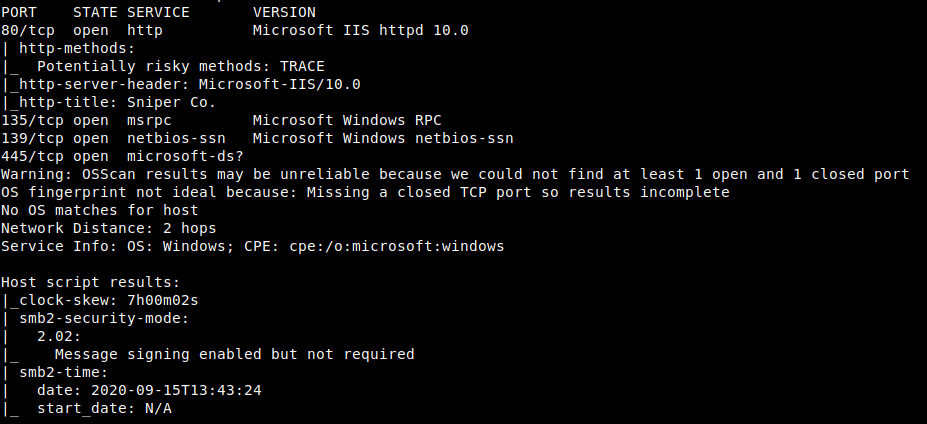 PORT    STATE SERVICE       VERSION
80/tcp  open  http          Microsoft IIS httpd 10.0
| http-methods:
|_  Potentially risky methods: TRACE
|_http-server-header: Microsoft-IIS/10.0
|_http-title: Sniper Co.
135/tcp open  msrpc         Microsoft Windows RPC
139/tcp open  netbios-ssn   Microsoft Windows netbios-ssn
445/tcp open  microsoft-ds?
Warning: OSScan results may be unreliable because we could not find at least 1 open and 1 closed port
OS fingerprint not ideal because: Missing a closed TCP port so results incomplete
No OS matches for host
Network Distance: 2 hops
Service Info: OS: Windows; CPE: cpe:/o:microsoft:windows

Host script results:
|_clock-skew: 7h00m02s
| smb2-security-mode:
|   2.02:
|_    Message signing enabled but not required
| smb2-time:
|   date: 2020-09-15T13:43:24
|_  start_date: N/A